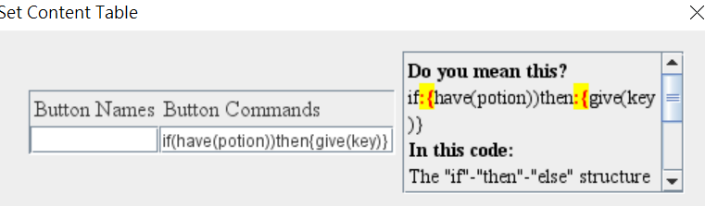 Set Content Table
Button Names Button Commands
if(have(potion))then{give(key)}
Do you mean this?
if:{have(potion))then:{give(key
)}
In this code:
The "if"-"then"-"else" structure